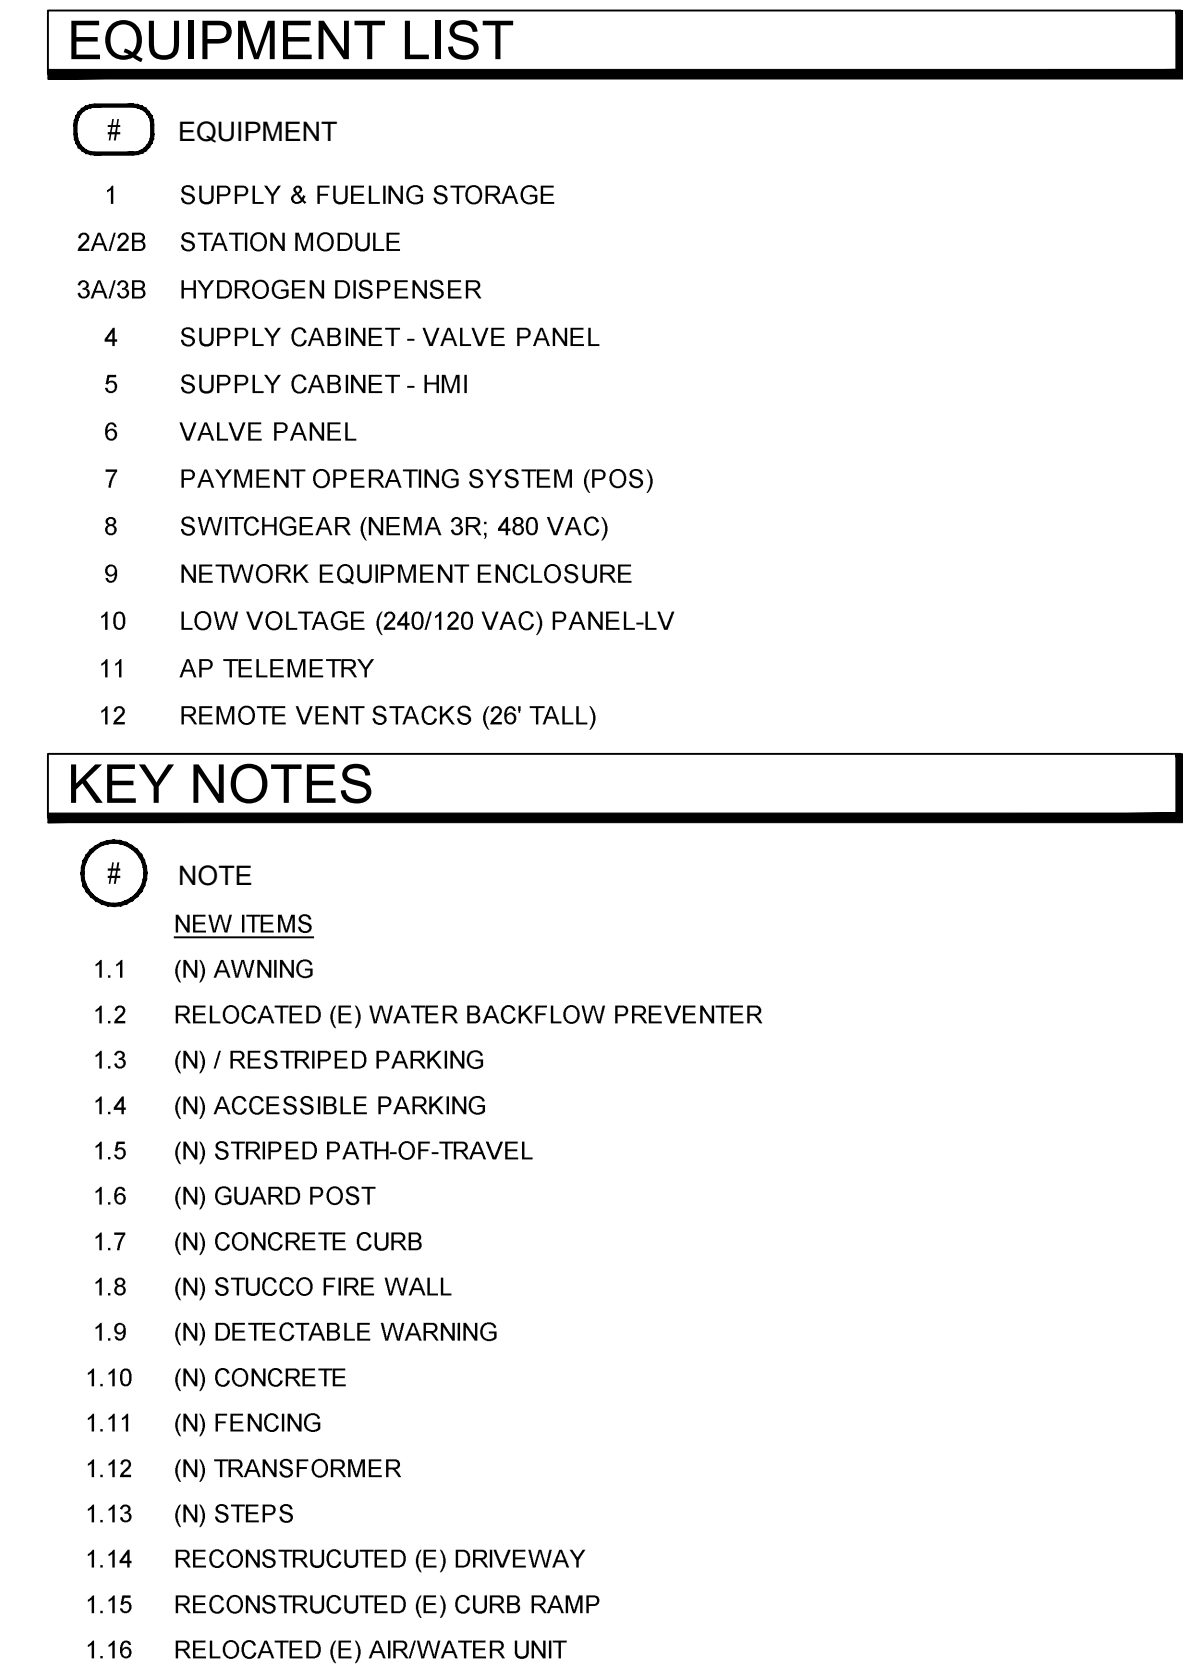 EQUIPMENT LIST
# EQUIPMENT
1 SUPPLY & FUELING STORAGE
2A/2B STATION MODULE
3A/3B HYDROGEN DISPENSER
4 SUPPLY CABINET - VALVE PANEL
5 SUPPLY CABINET - HMI
6 VALVE PANEL
7 PAYMENT OPERATING SYSTEM (POS)
8 SWITCHGEAR (NEMA 3R; 480 VAC)
9 NETWORK EQUIPMENT ENCLOSURE
10 LOW VOLTAGE (240/120 VAC) PANEL-LV
11 AP TELEMETRY
12 REMOTE VENT STACKS (26' TALL)
KEY NOTES
# NOTE
NEW ITEMS
1.1 (N) AWNING
1.2 RELOCATED (E) WATER BACKFLOW PREVENTER
1.3 (N) / RESTRIPED PARKING
1.4 (N) ACCESSIBLE PARKING
1.5 (N) STRIPED PATH-OF-TRAVEL
1.6 (N) GUARD POST
1.7 (N) CONCRETE CURB
1.8 (N) STUCCO FIRE WALL
1.9 (N) DETECTABLE WARNING
1.10 (N) CONCRETE
1.11 (N) FENCING
1.12 (N) TRANSFORMER
1.13 (N) STEPS
1.14 RECONSTRUCUTED (E) DRIVEWAY
1.15 RECONSTRUCUTED (E) CURB RAMP
1.16 RELOCATED (E) AIR/WATER UNIT